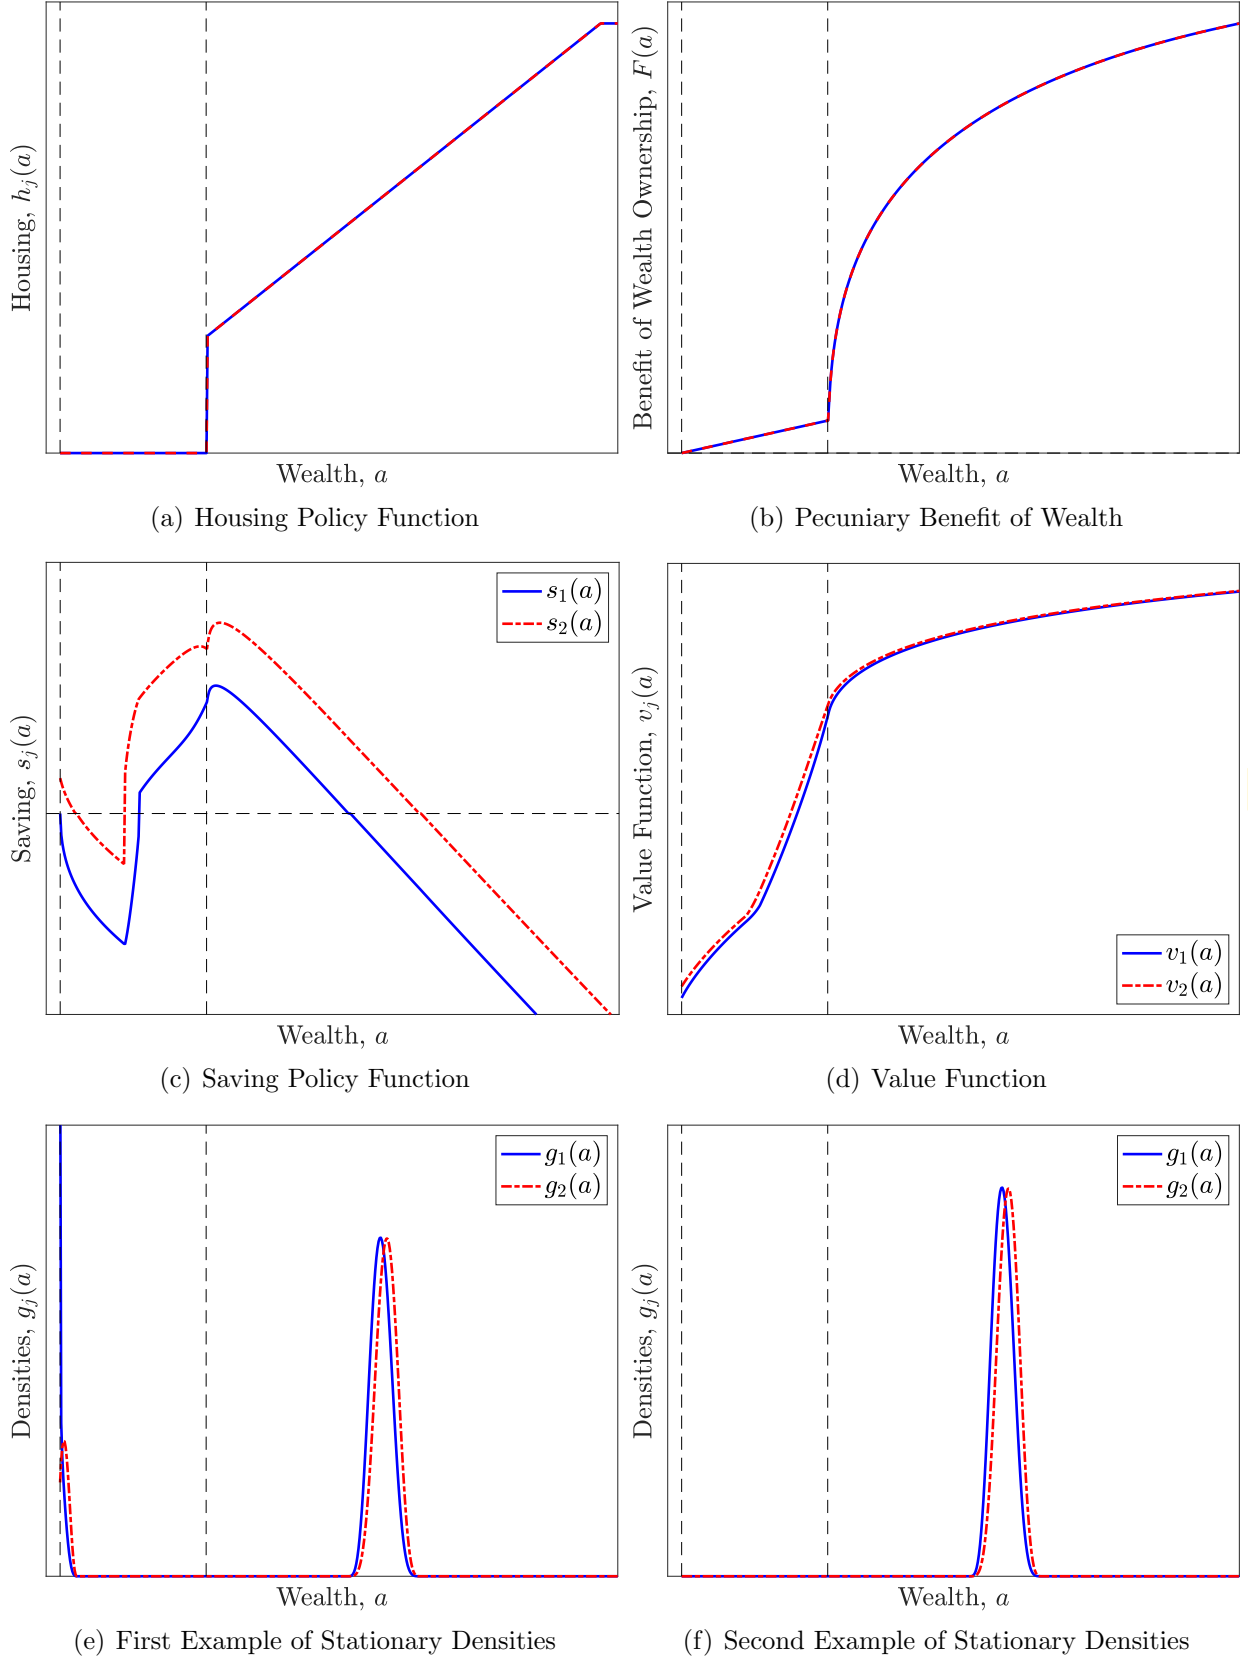 Housing, h_j(a)
Wealth, a
(a) Housing Policy Function
Benefit of Wealth Ownership, F(a)
Wealth, a
(b) Pecuniary Benefit of Wealth
Saving, s_j(a)
s_1(a)
s_2(a)
Wealth, a
(c) Saving Policy Function
Value Function, v_j(a)
v_1(a)
v_2(a)
Wealth, a
(d) Value Function
Densities, g_j(a)
g_1(a)
g_2(a)
Wealth, a
(e) First Example of Stationary Densities
Densities, g_j(a)
g_1(a)
g_2(a)
Wealth, a
(f) Second Example of Stationary Densities